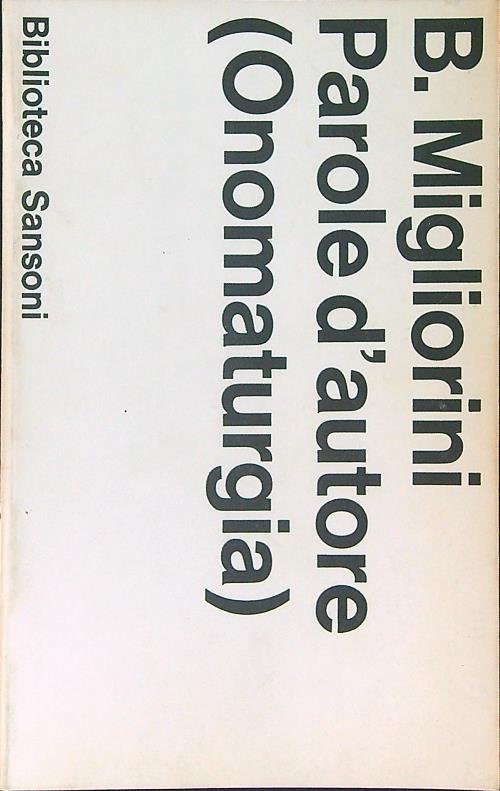 B. Migliorini
Parole d'autore
(Onomaturgia)
Biblioteca Sansoni